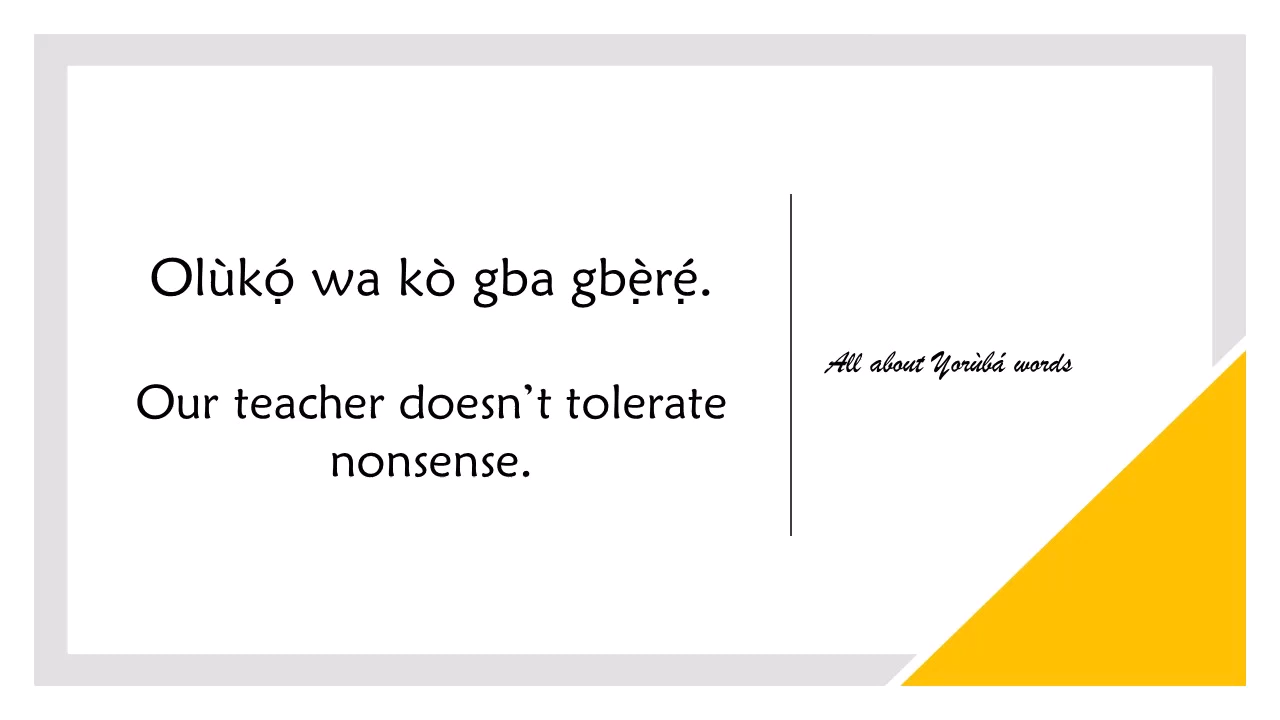 Olùkọ́ wa kò gba gbẹ̀rẹ́.
Our teacher doesn’t tolerate
nonsense.
All about Yorùbá words